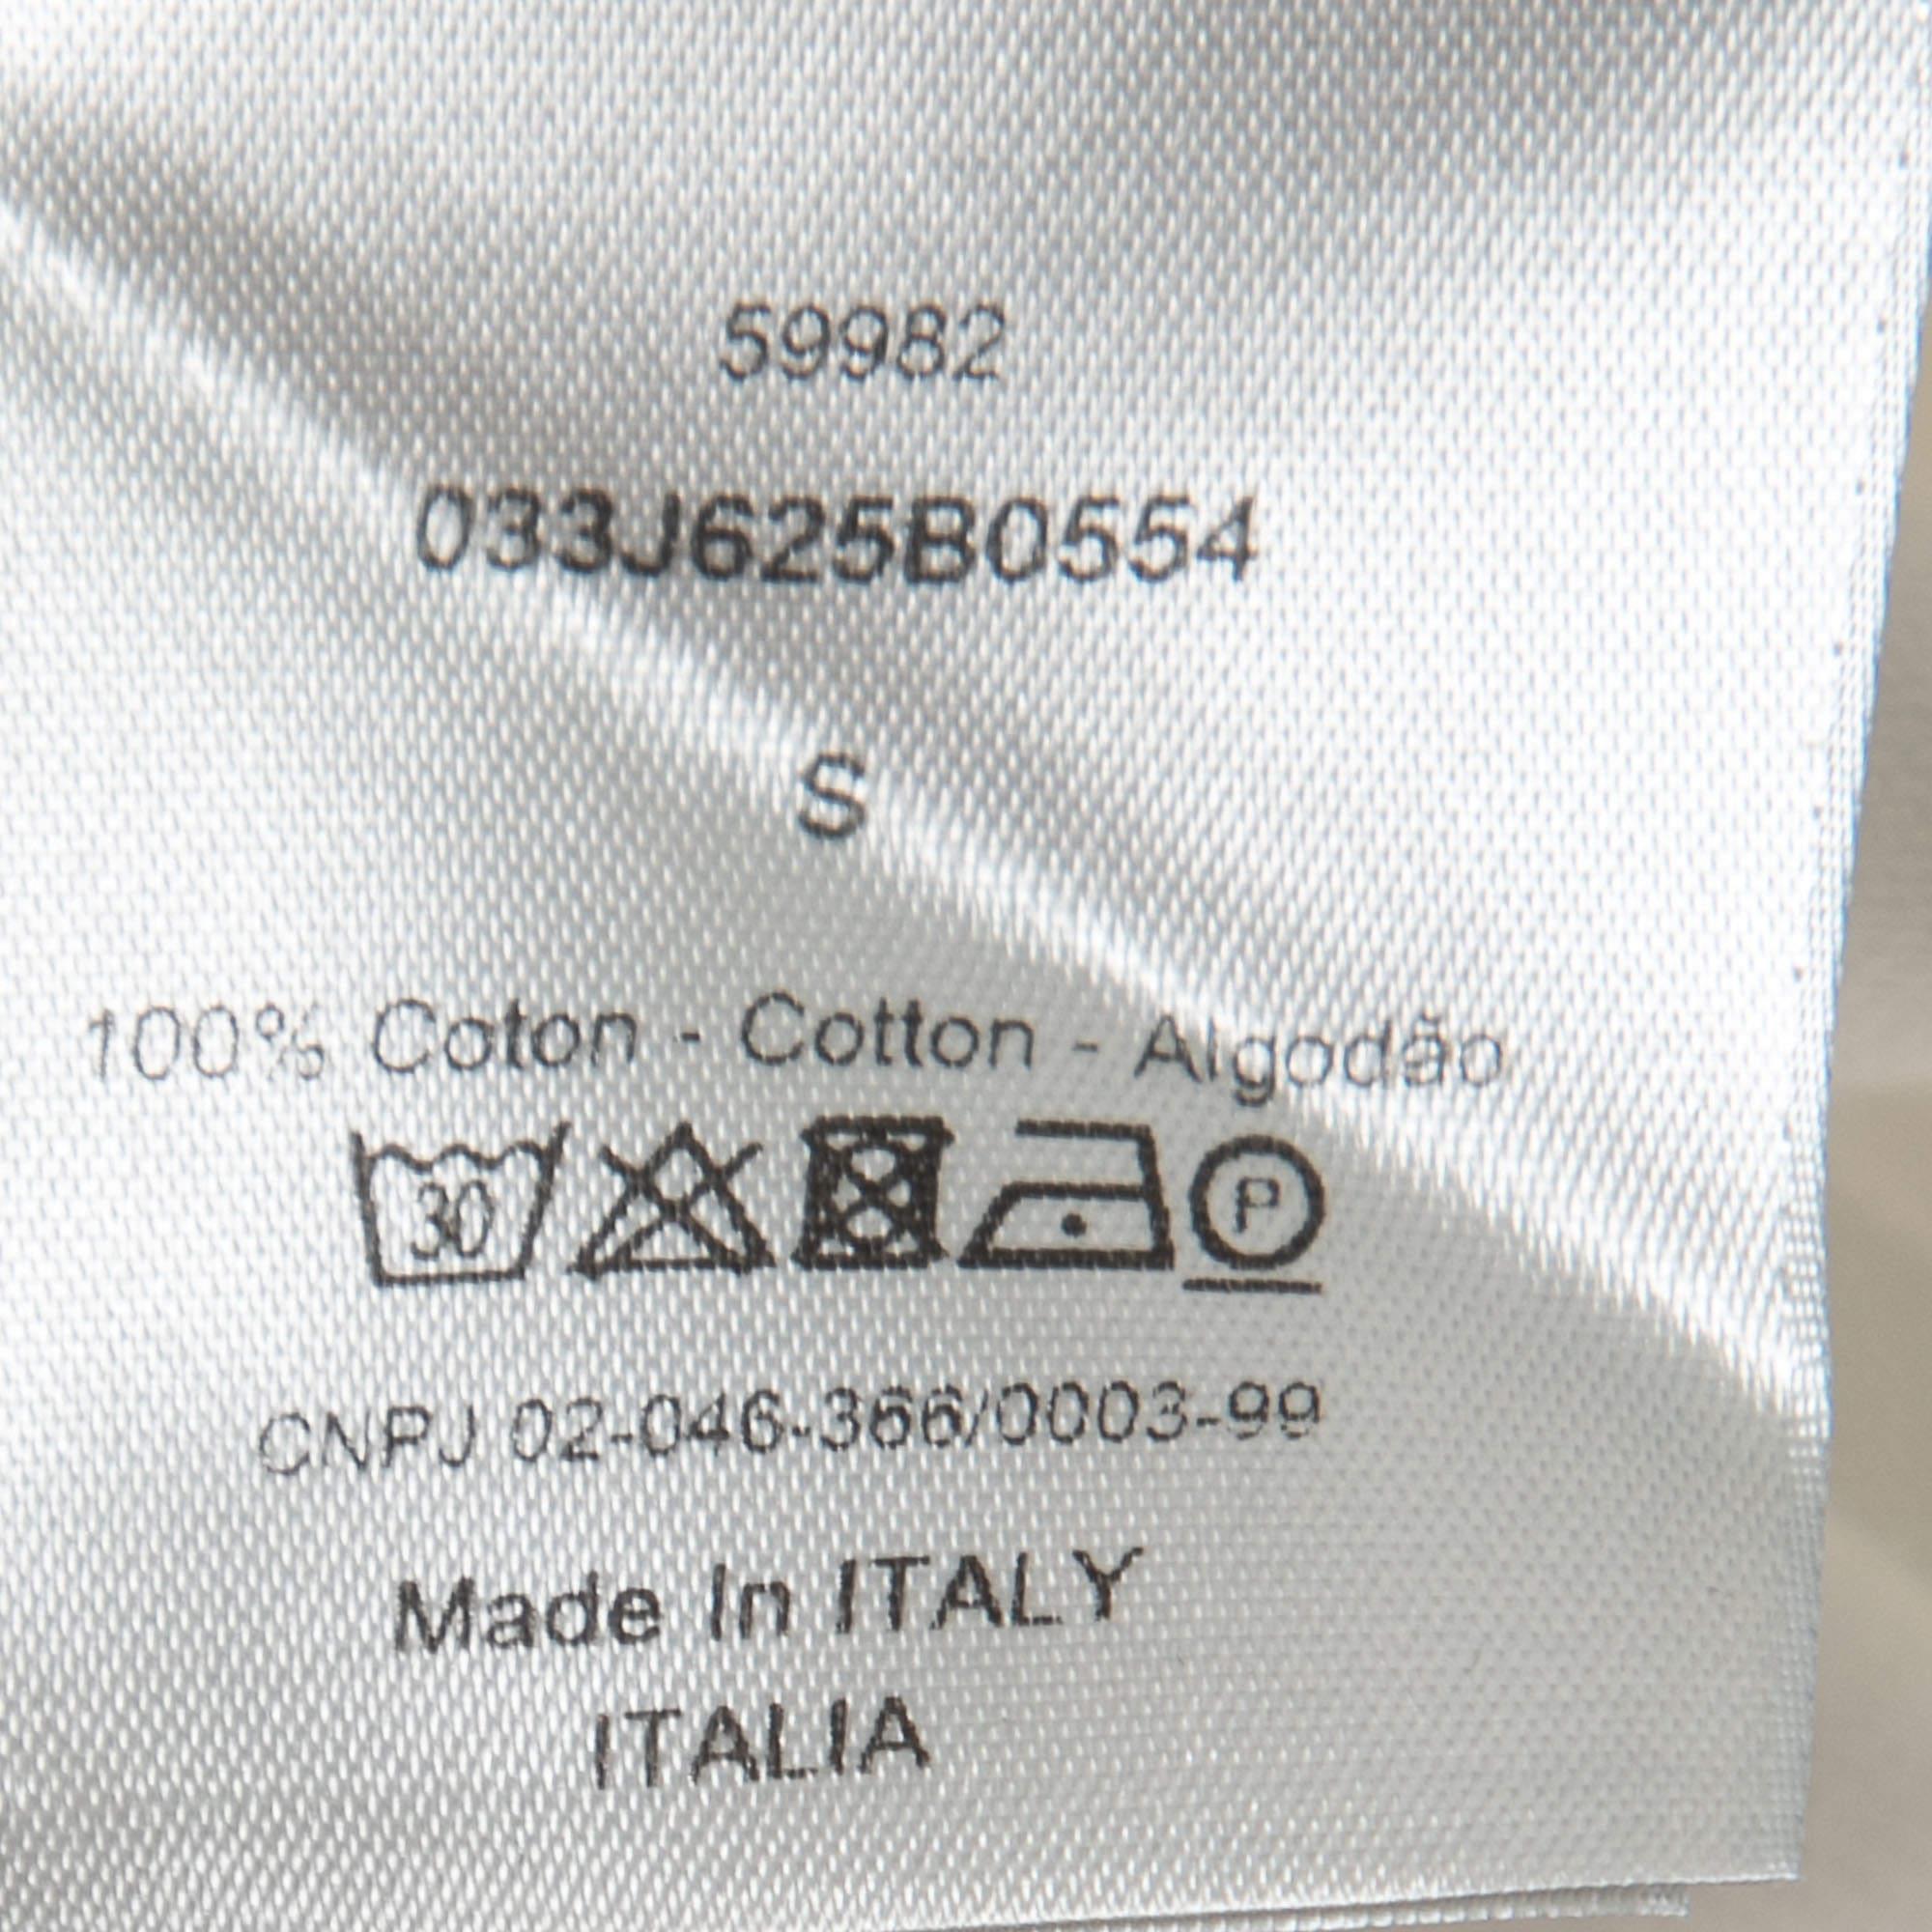 59982
033J625B0554
S
100% Coton - Cotton - Algodão
30 P
CNPJ 02-046-366/0003-99
Made In ITALY
ITALIA